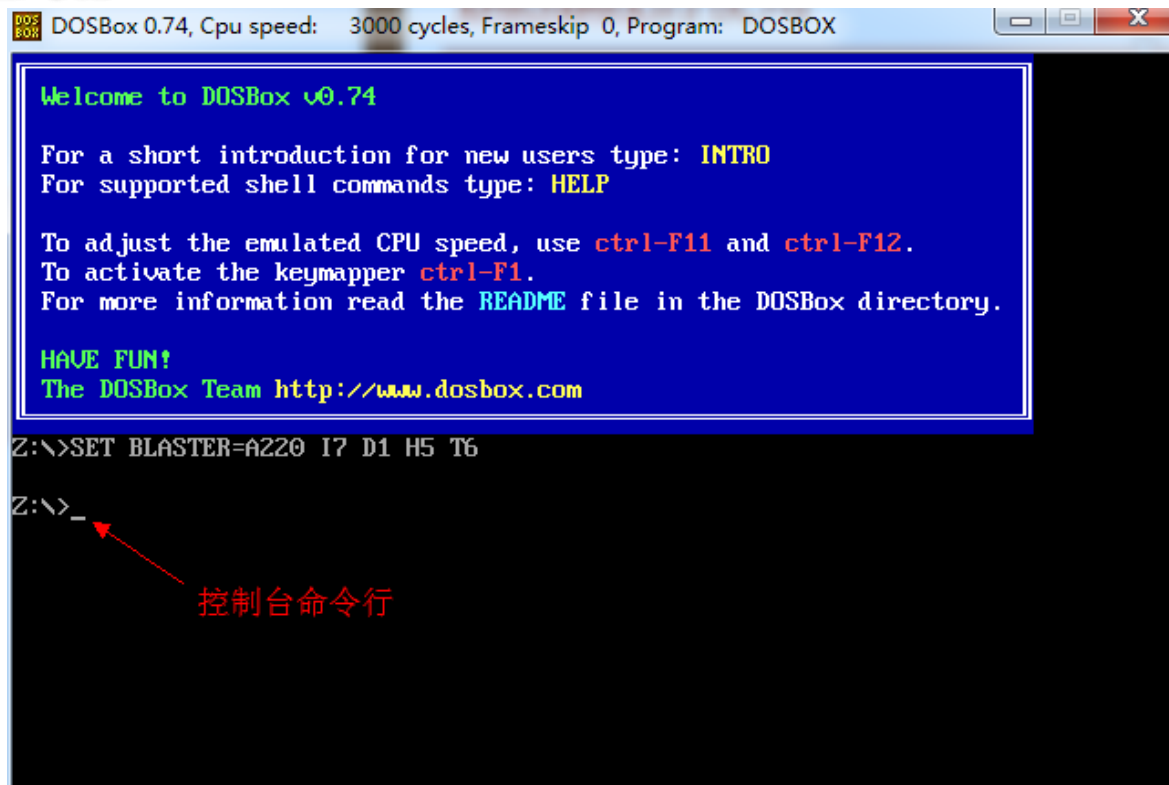 DOS
BOX
DOSBox 0.74, Cpu speed: 3000 cycles, Frameskip 0, Program: DOSBOX
Welcome to DOSBox v0.74
For a short introduction for new users type: INTRO
For supported shell commands type: HELP
To adjust the emulated CPU speed, use ctrl-F11 and ctrl-F12.
To activate the keymapper ctrl-F1.
For more information read the README file in the DOSBox directory.
HAVE FUN!
The DOSBox Team http://www.dosbox.com
Z:\>SET BLASTER=A220 I7 D1 H5 T6
Z:\>_
控制台命令行